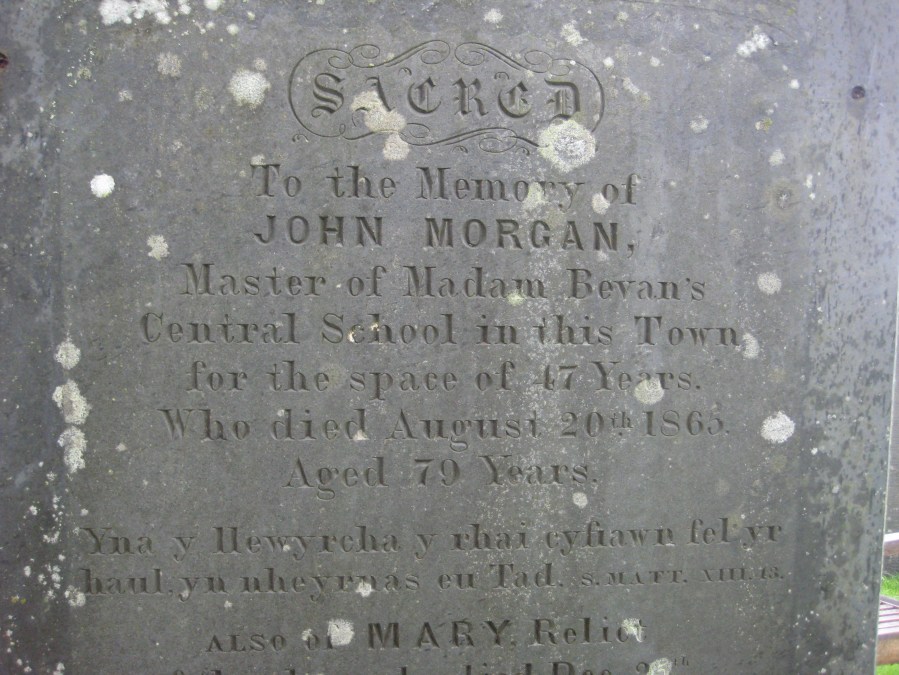 SACRED
To the Memory of
JOHN MORGAN,
Master of Madam Bevan's
Central School in this Town
for the space of 47 Years.
Who died August 20th 1865.
Aged 79 Years.
Yna y llewyrcha y rhai cyfiawn fel yr
haul, yn nheyrnas eu Tad. S. MATT. XIII. 43.
ALSO of MARY, Relict
died Dec.